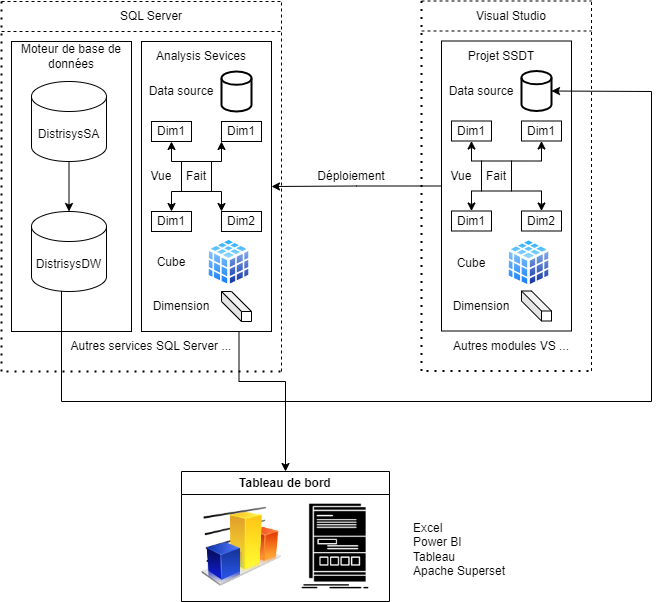 SQL Server
Moteur de base de
données
DistrisysSA
DistrisysDW
Analysis Sevices
Data source
Dim1
Dim1
Vue
Fait
Dim1
Dim2
Cube
Dimension
Autres services SQL Server ...
Déploiement
Visual Studio
Projet SSDT
Data source
Dim1
Dim1
Vue
Fait
Dim1
Dim2
Cube
Dimension
Autres modules VS ...
Tableau de bord
Excel
Power BI
Tableau
Apache Superset